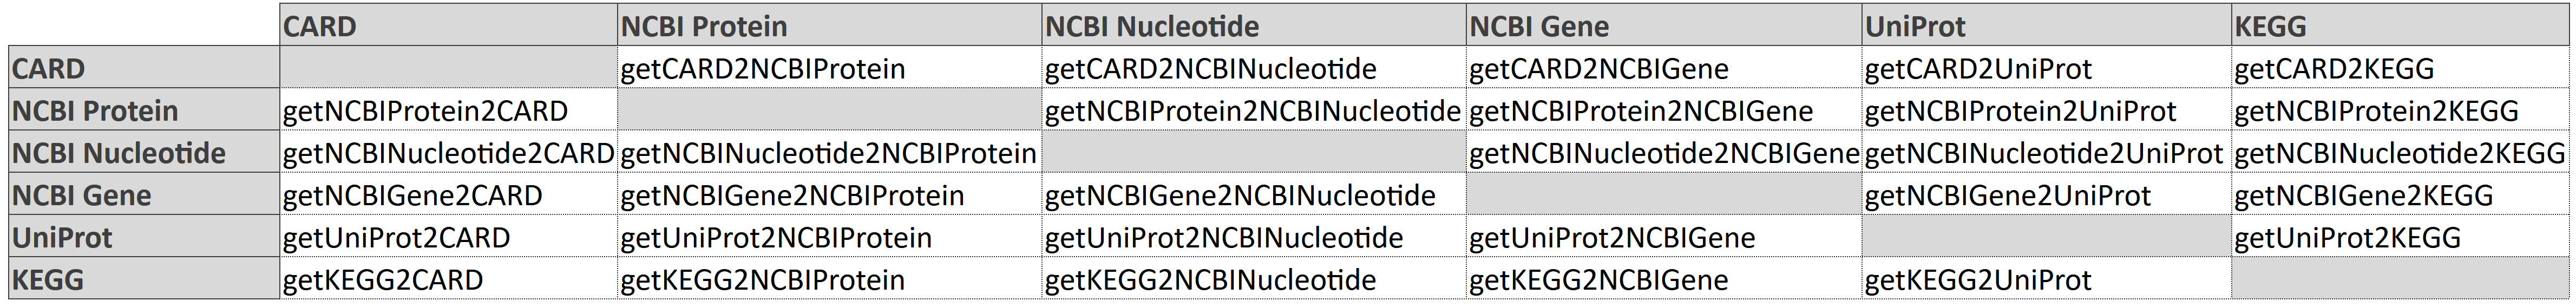 CARD NCBI Protein NCBI Nucleotide NCBI Gene UniProt KEGG
CARD getCARD2NCBIProtein getCARD2NCBINucleotide getCARD2NCBIGene getCARD2UniProt getCARD2KEGG
NCBI Protein getNCBIProtein2CARD getNCBIProtein2NCBINucleotide getNCBIProtein2NCBIGene getNCBIProtein2UniProt getNCBIProtein2KEGG
NCBI Nucleotide getNCBINucleotide2CARD getNCBINucleotide2NCBIProtein getNCBINucleotide2NCBIGene getNCBINucleotide2UniProt getNCBINucleotide2KEGG
NCBI Gene getNCBIGene2CARD getNCBIGene2NCBIProtein getNCBIGene2NCBINucleotide getNCBIGene2UniProt getNCBIGene2KEGG
UniProt getUniProt2CARD getUniProt2NCBIProtein getUniProt2NCBINucleotide getUniProt2NCBIGene getUniProt2KEGG
KEGG getKEGG2CARD getKEGG2NCBIProtein getKEGG2NCBINucleotide getKEGG2NCBIGene getKEGG2UniProt